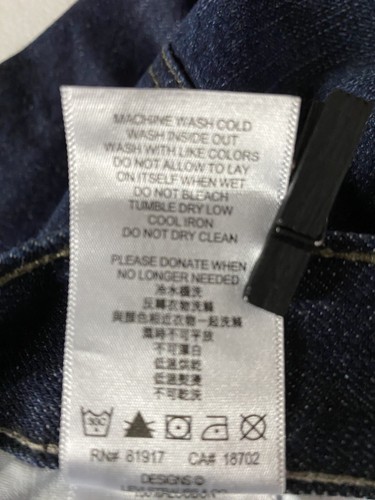 MACHINE WASH COLD
WASH INSIDE OUT
WASH WITH LIKE COLORS
DO NOT ALLOW TO LAY
ON ITSELF WHEN WET
DO NOT BLEACH
TUMBLE DRY LOW
COOL IRON
DO NOT DRY CLEAN
PLEASE DONATE WHEN
NO LONGER NEEDED
冷水機洗
反轉衣物洗滌
與顏色相近衣物一起洗滌
濕時不可平放
不可漂白
低溫烘乾
低溫熨燙
不可乾洗
30C
RN# 81917 CA# 18702
DESIGNS ©